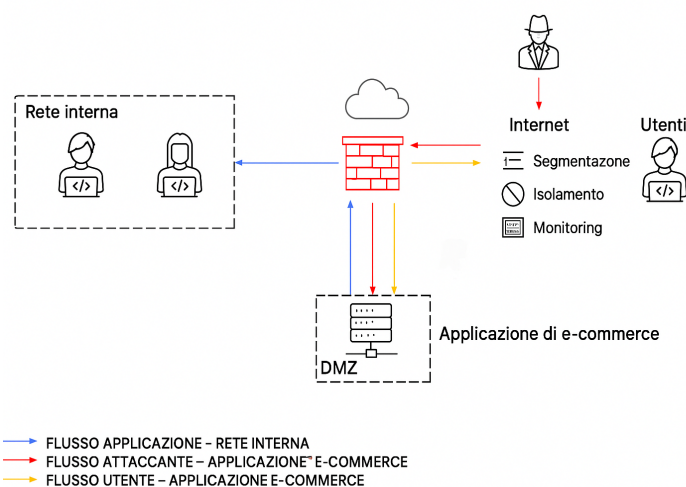 Rete interna
Internet
Utenti
Segmentazone
Isolamento
Monitoring
Applicazione di e-commerce
DMZ
FLUSSO APPLICAZIONE – RETE INTERNA
FLUSSO ATTACCANTE – APPLICAZIONE" E-COMMERCE
FLUSSO UTENTE – APPLICAZIONE E-COMMERCE